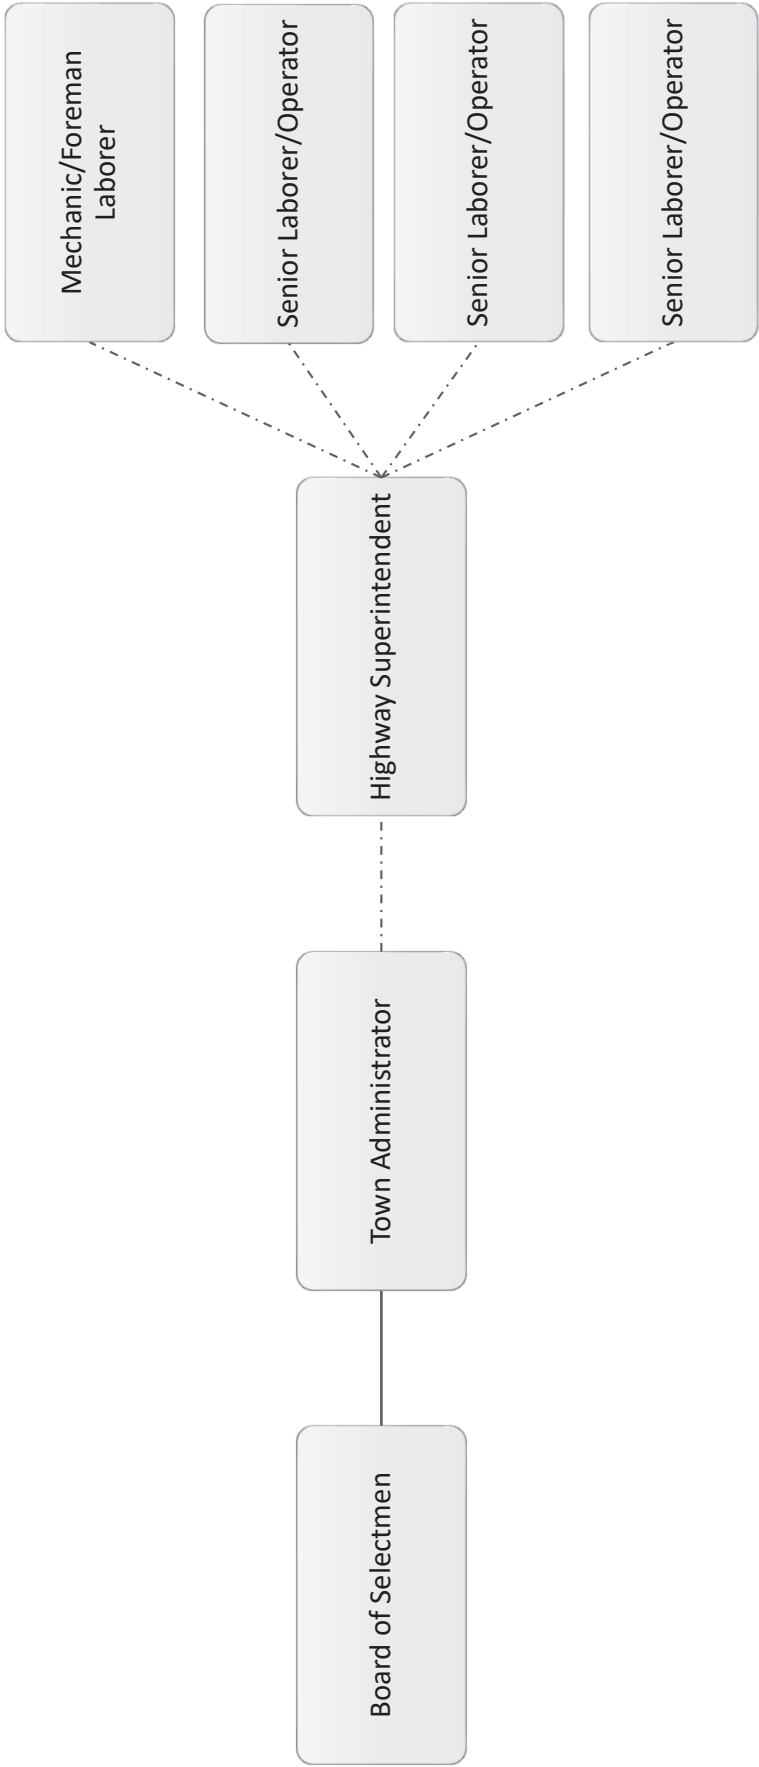 Board of Selectmen
Town Administrator
Highway Superintendent
Mechanic/Foreman
Laborer
Senior Laborer/Operator
Senior Laborer/Operator
Senior Laborer/Operator